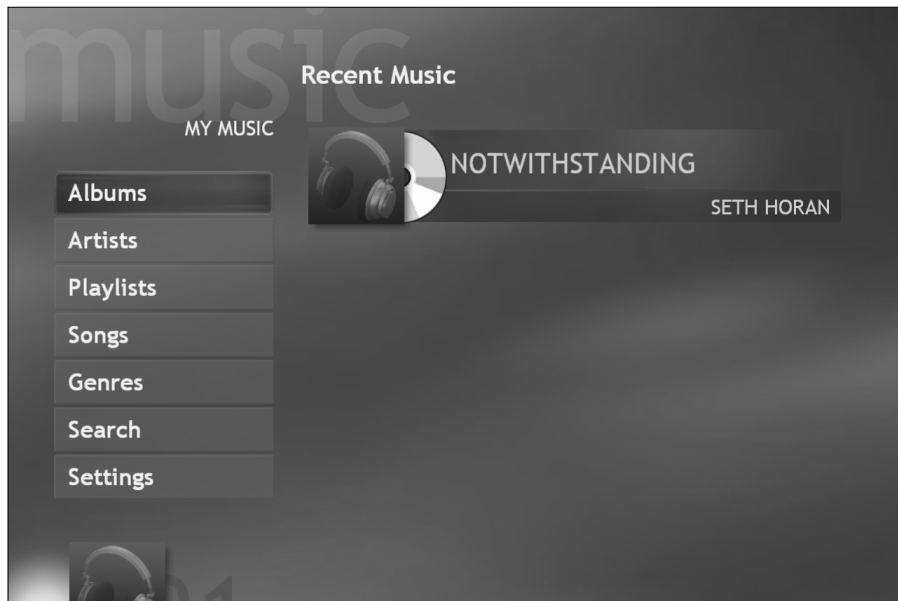 music
Recent Music
MY MUSIC
NOTWITHSTANDING
SETH HORAN
Albums
Artists
Playlists
Songs
Genres
Search
Settings